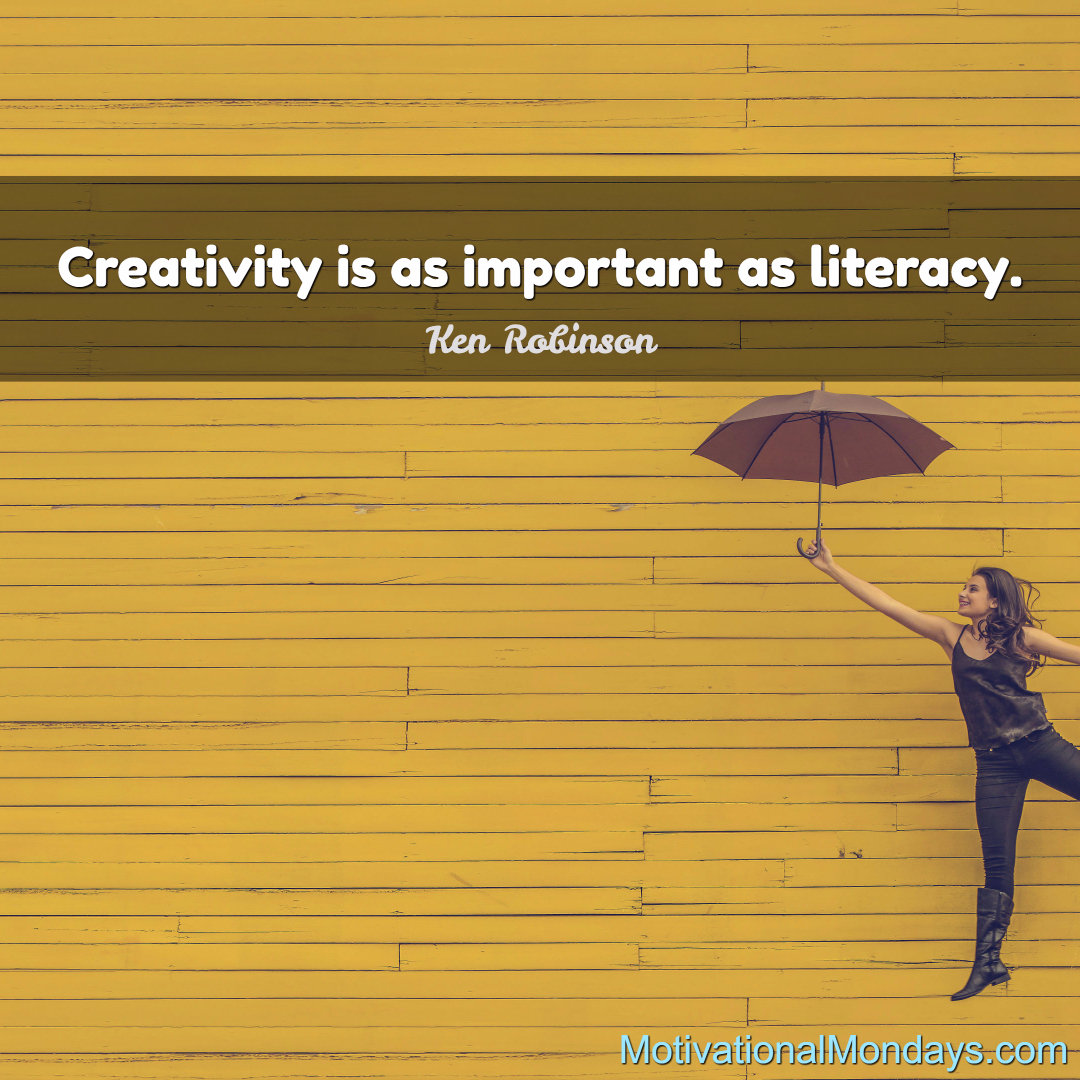 Creativity is as important as literacy.
Ken Robinson
MotivationalMondays.com